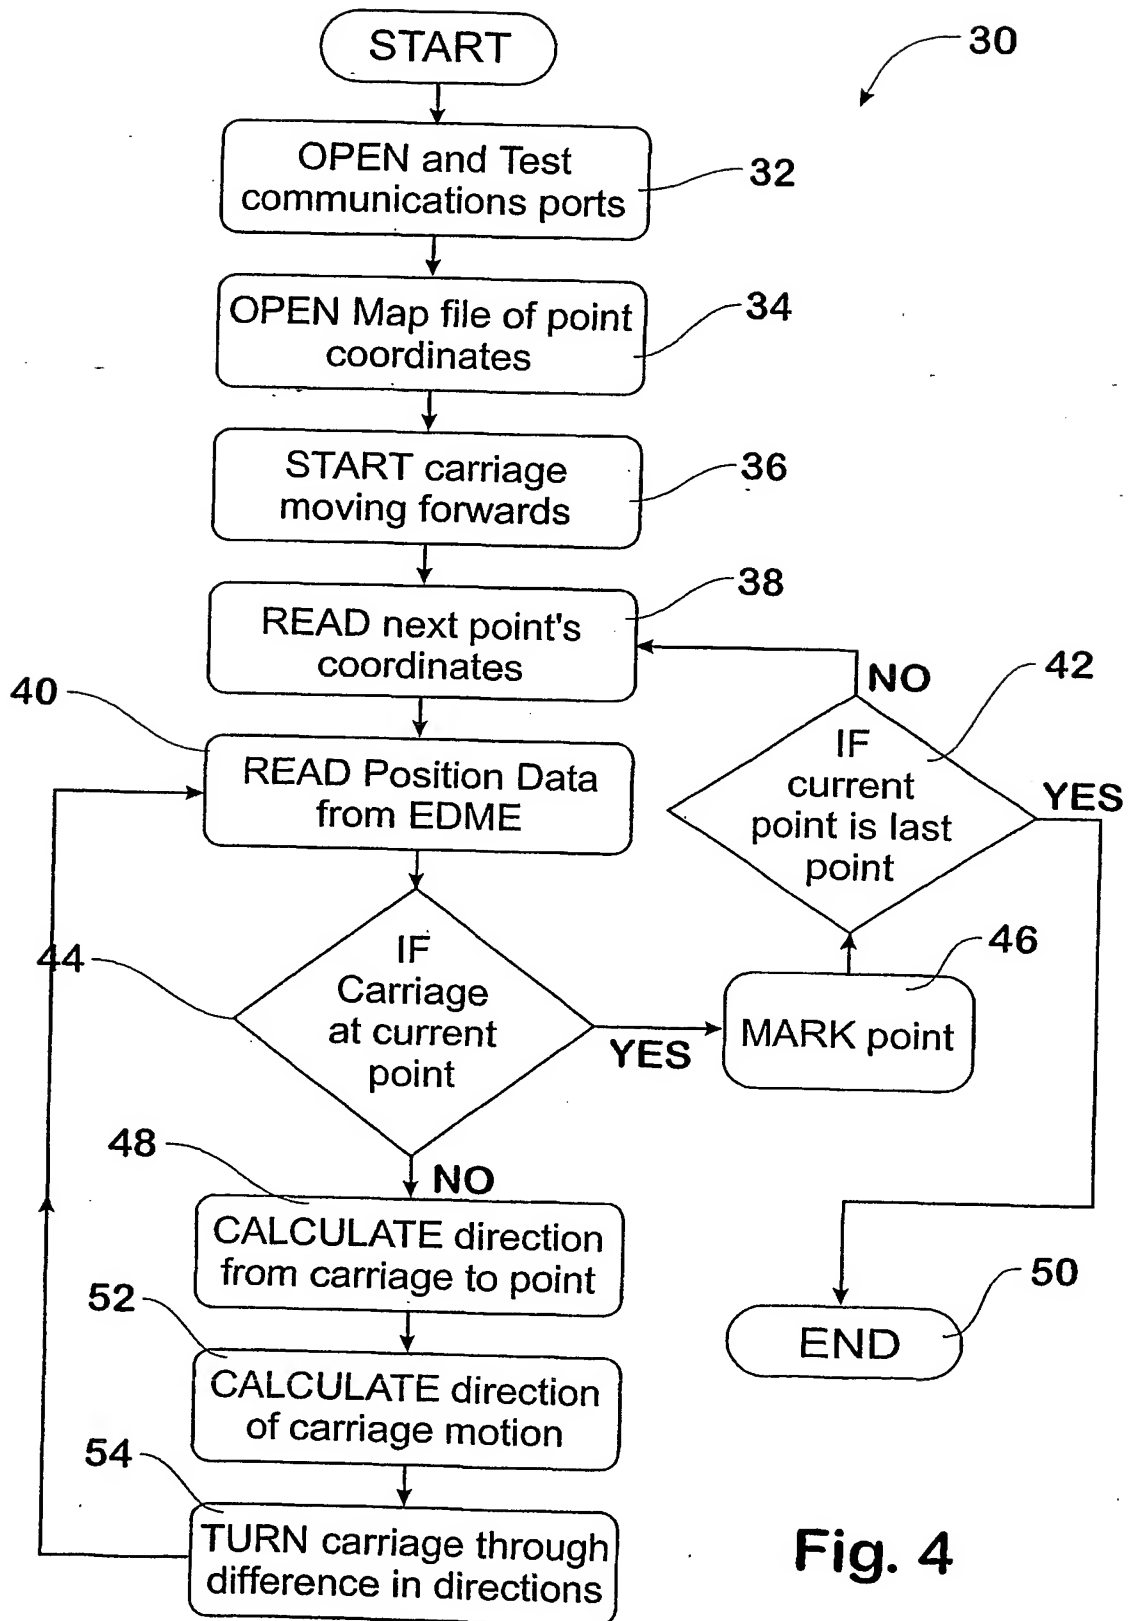 START
30
OPEN and Test
communications ports
32
OPEN Map file of point
coordinates
34
START carriage
moving forwards
36
READ next point's
coordinates
38
40
READ Position Data
from EDME
NO
42
IF
current
point is last
point
YES
44
IF
Carriage
at current
point
YES
46
MARK point
48
NO
CALCULATE direction
from carriage to point
50
END
52
CALCULATE direction
of carriage motion
54
TURN carriage through
difference in directions
Fig. 4